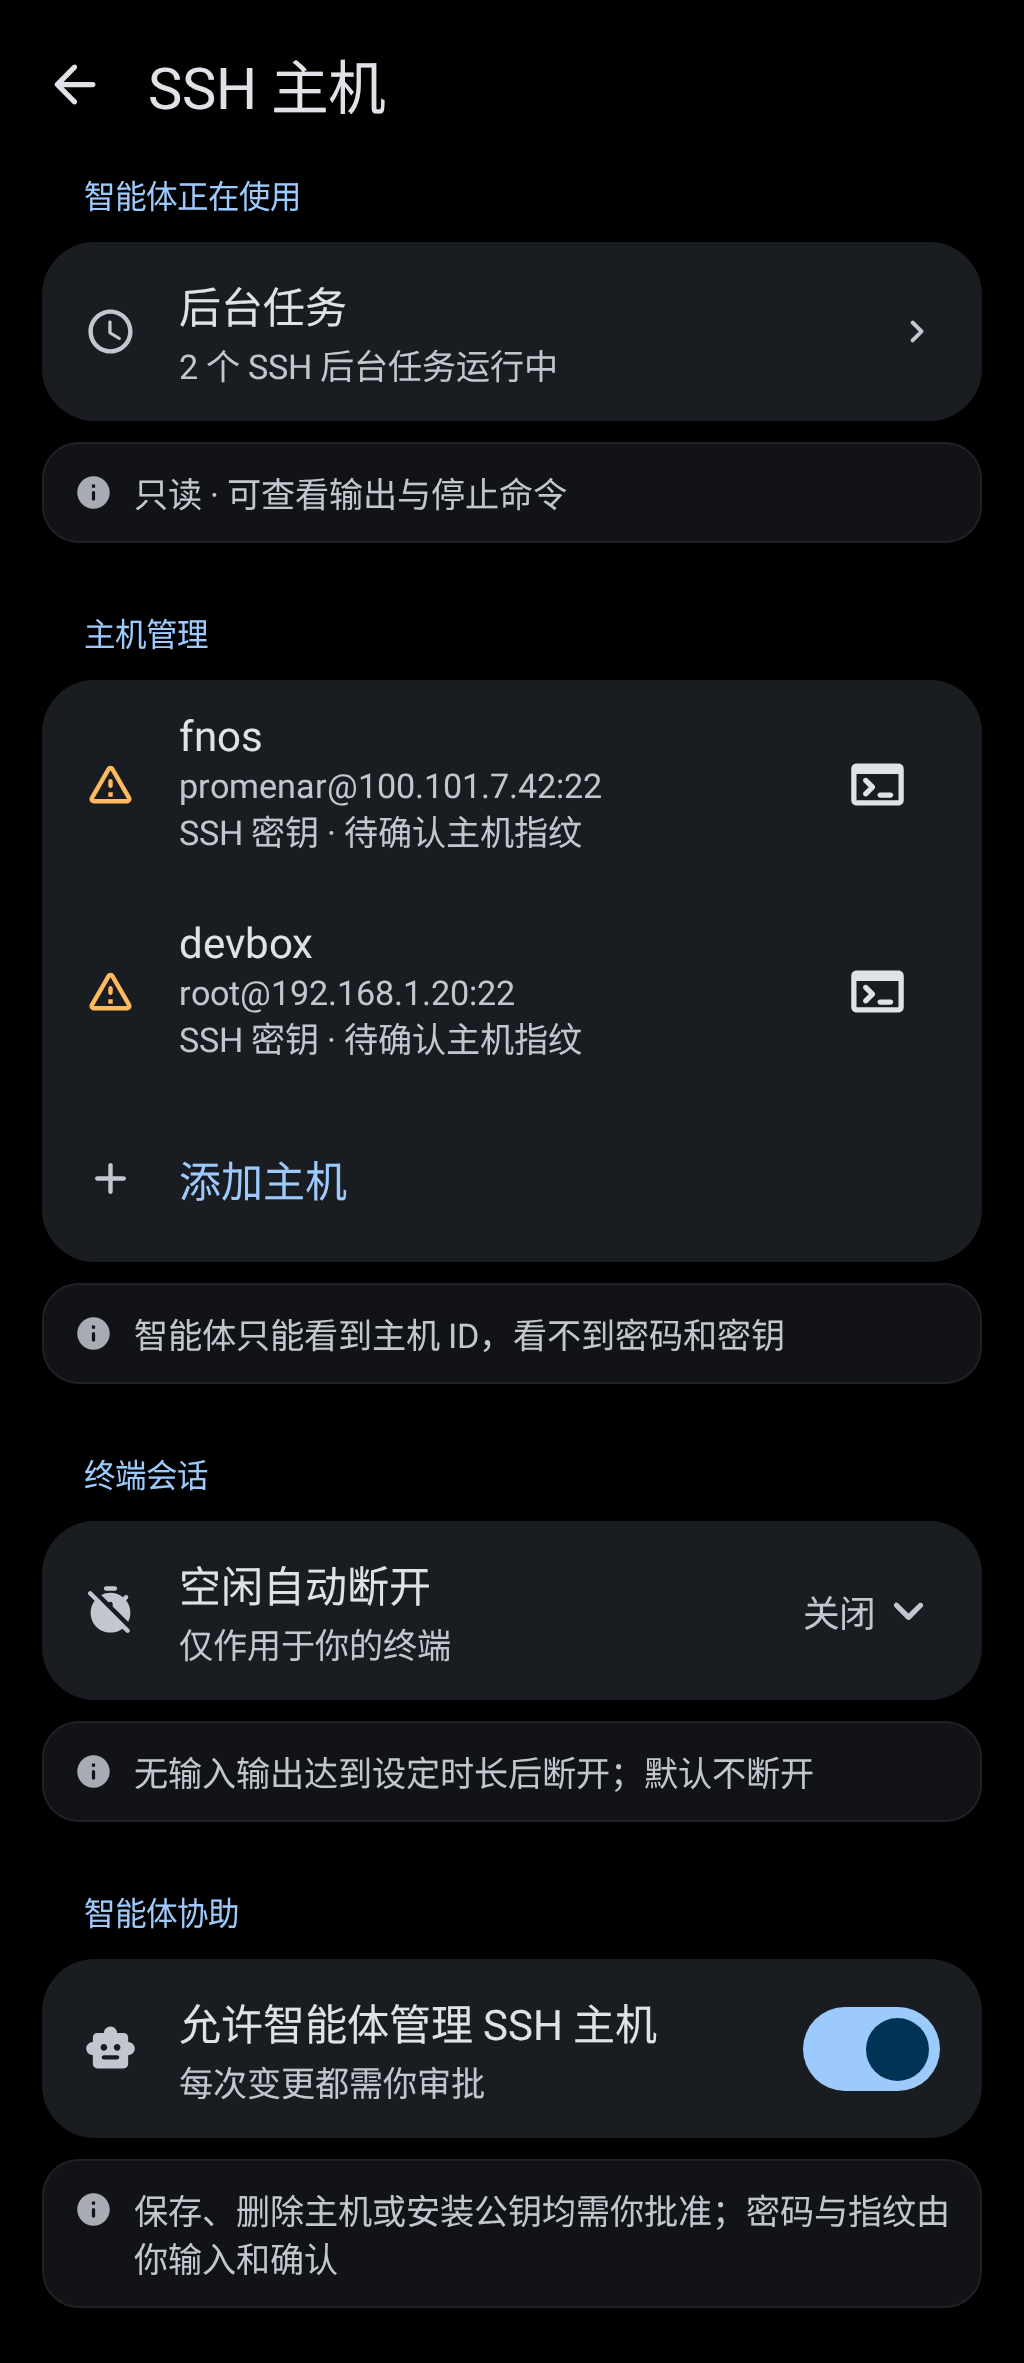 SSH 主机
智能体正在使用
后台任务
2 个 SSH 后台任务运行中
只读 · 可查看输出与停止命令
主机管理
fnos
promenar@100.101.7.42:22
SSH 密钥 · 待确认主机指纹
devbox
root@192.168.1.20:22
SSH 密钥 · 待确认主机指纹
添加主机
智能体只能看到主机 ID，看不到密码和密钥
终端会话
空闲自动断开
仅作用于你的终端
关闭
无输入输出达到设定时长后断开；默认不断开
智能体协助
允许智能体管理 SSH 主机
每次变更都需你审批
保存、删除主机或安装公钥均需你批准；密码与指纹由
你输入和确认